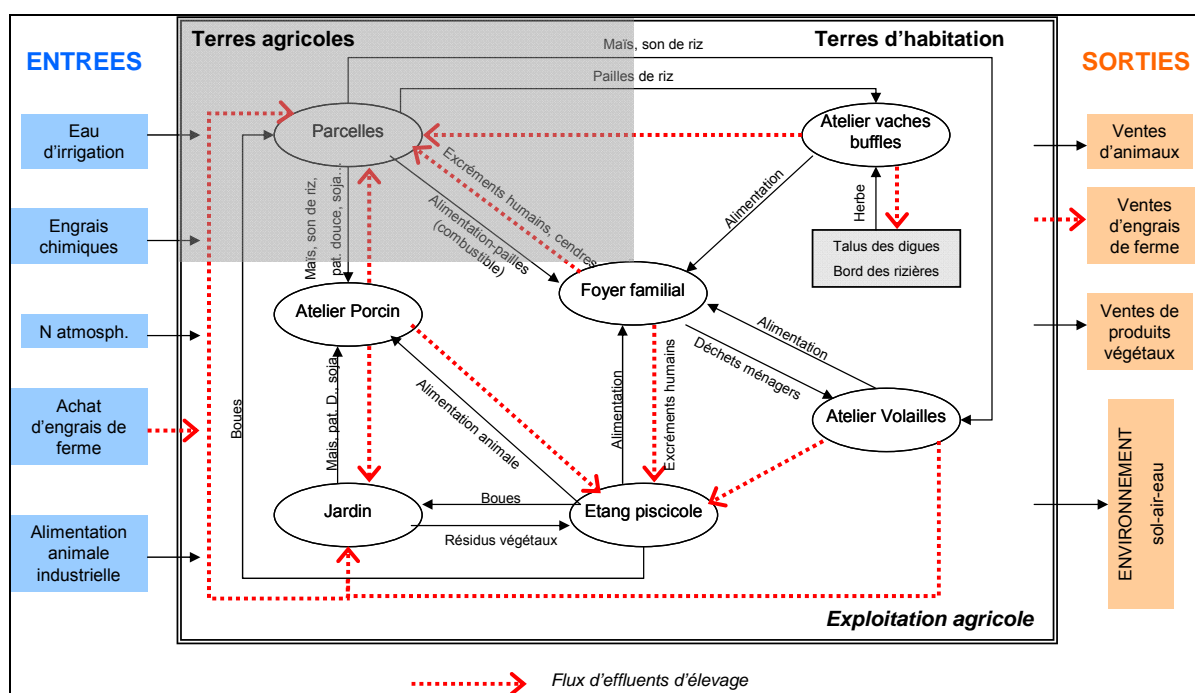 Terres agricoles
Terres d'habitation
ENTREES
SORTIES
Maïs, son de riz
Pailles de riz
Eau
d'irrigation
Engrais
chimiques
N atmosph.
Achat
d'engrais de
ferme
Alimentation
animale
industrielle
Parcelles
Atelier vaches
buffles
Excréments humains, cendres
Alimentation-pailles
(combustible)
Maïs, son de riz,
pat. douce, soja…
Alimentation
Herbe
Talus des digues
Bord des rizières
Foyer familial
Atelier Porcin
Alimentation
Déchets ménagers
Atelier Volailles
Boues
Mais, pat. D., soja
Alimentation animale
Alimentation
Excréments humains
Jardin
Boues
Résidus végétaux
Etang piscicole
Ventes
d'animaux
Ventes
d'engrais
de ferme
Ventes de
produits
végétaux
ENVIRONNEMENT
sol-air-eau
Exploitation agricole
Flux d'effluents d'élevage